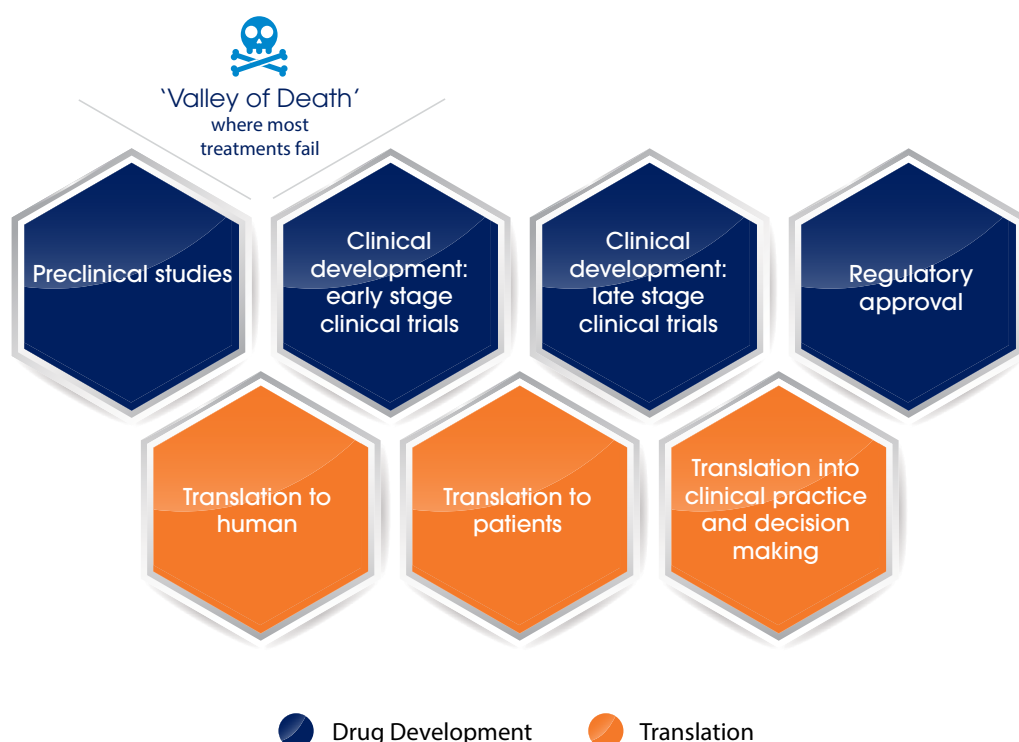 'Valley of Death'
where most
treatments fail
Preclinical studies
Clinical
development:
early stage
clinical trials
Clinical
development:
late stage
clinical trials
Regulatory
approval
Translation to
human
Translation to
patients
Translation into
clinical practice
and decision
making
Drug Development
Translation